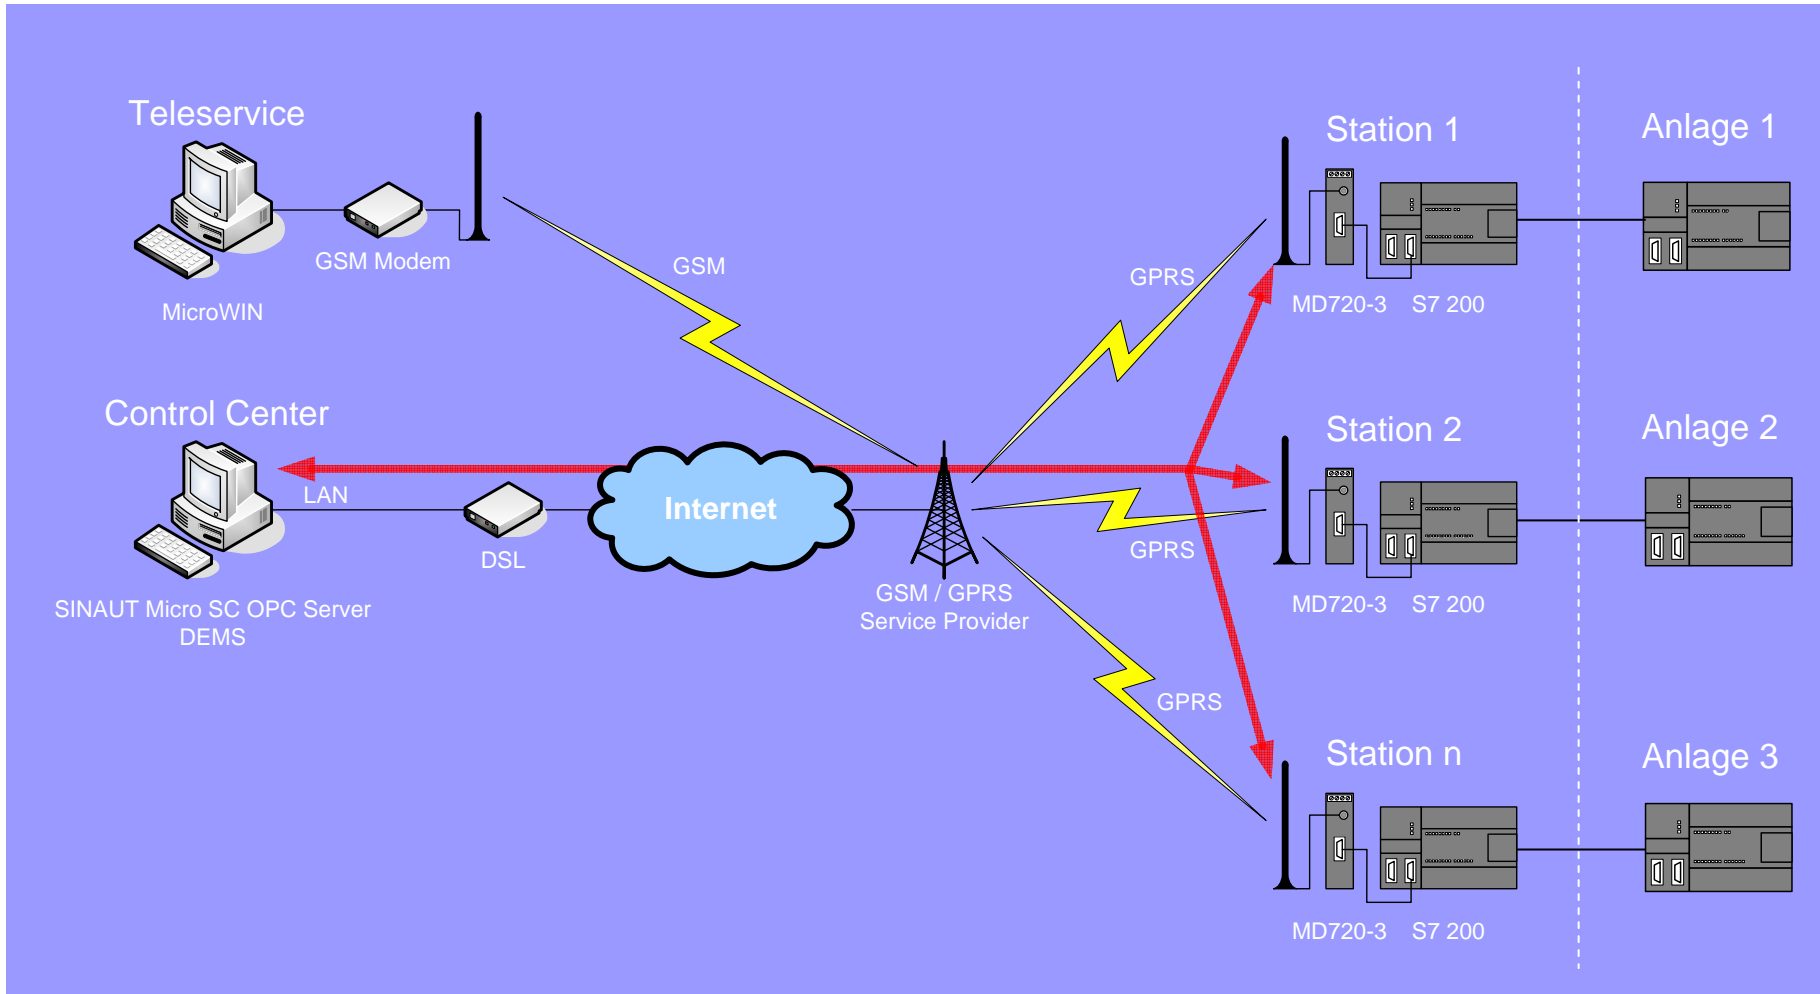 Teleservice
GSM Modem
MicroWIN
GSM
Control Center
LAN
DSL
SINAUT Micro SC OPC Server
DEMS
Internet
GSM / GPRS
Service Provider
GPRS
GPRS
GPRS
Station 1
MD720-3 S7 200
Anlage 1
Station 2
MD720-3 S7 200
Anlage 2
Station n
MD720-3 S7 200
Anlage 3